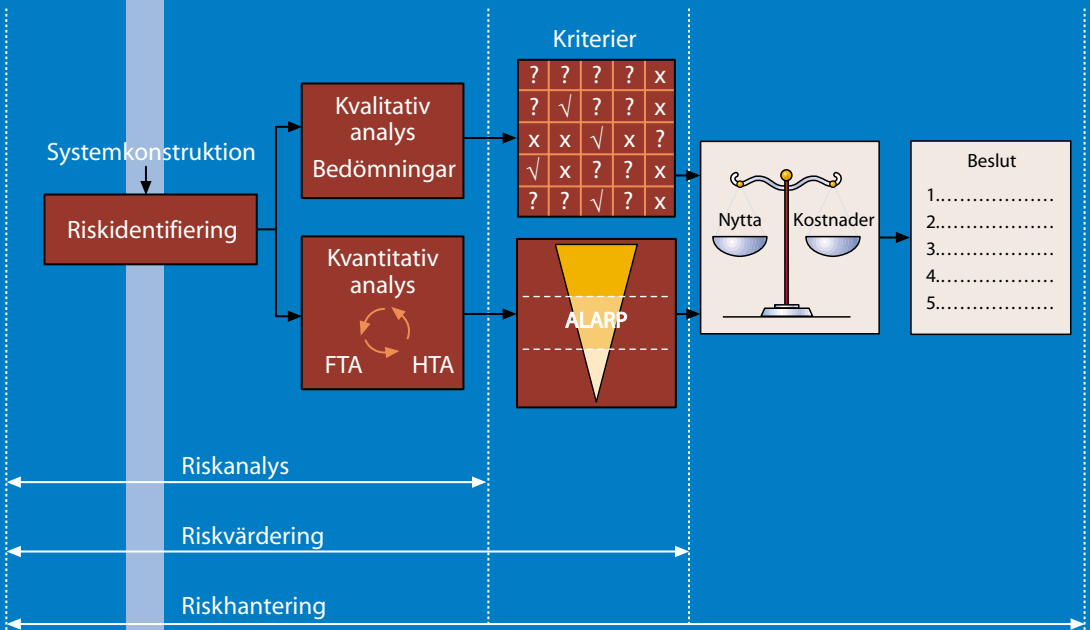 Systemkonstruktion
Riskidentifiering
Kvalitativ
analys
Bedömningar
Kvantitativ
analys
FTA HTA
Kriterier
? ? ? ? x
? √ ? ? x
x x √ x ?
√ x ? ? x
? ? √ ? x
ALARP
Nytta Kostnader
Beslut
1...................
2...................
3...................
4...................
5...................
Riskanalys
Riskvärdering
Riskhantering